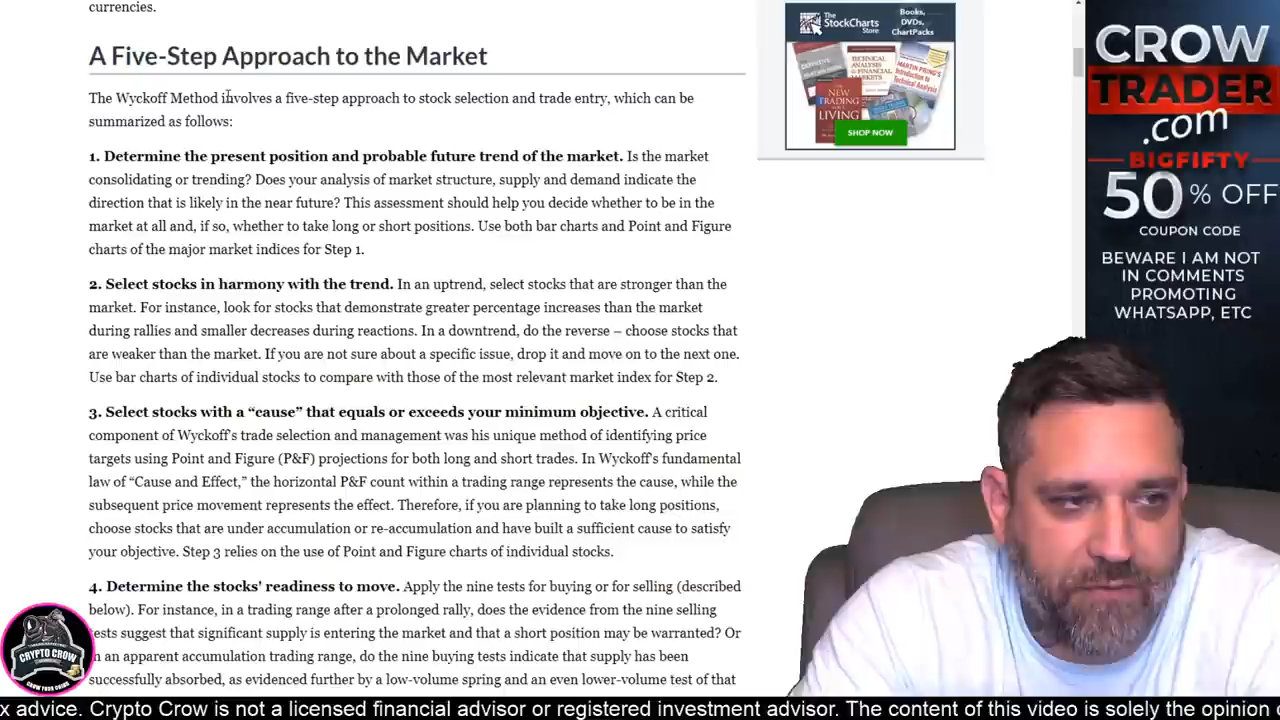 currencies.
A Five-Step Approach to the Market
The Wyckoff Method involves a five-step approach to stock selection and trade entry, which can be
summarized as follows:
1. Determine the present position and probable future trend of the market. Is the market
consolidating or trending? Does your analysis of market structure, supply and demand indicate the
direction that is likely in the near future? This assessment should help you decide whether to be in the
market at all and, if so, whether to take long or short positions. Use both bar charts and Point and Figure
charts of the major market indices for Step 1.
2. Select stocks in harmony with the trend. In an uptrend, select stocks that are stronger than the
market. For instance, look for stocks that demonstrate greater percentage increases than the market
during rallies and smaller decreases during reactions. In a downtrend, do the reverse – choose stocks that
are weaker than the market. If you are not sure about a specific issue, drop it and move on to the next one.
Use bar charts of individual stocks to compare with those of the most relevant market index for Step 2.
3. Select stocks with a “cause” that equals or exceeds your minimum objective. A critical
component of Wyckoff’s trade selection and management was his unique method of identifying price
targets using Point and Figure (P&F) projections for both long and short trades. In Wyckoff’s fundamental
law of “Cause and Effect,” the horizontal P&F count within a trading range represents the cause, while the
subsequent price movement represents the effect. Therefore, if you are planning to take long positions,
choose stocks that are under accumulation or re-accumulation and have built a sufficient cause to satisfy
your objective. Step 3 relies on the use of Point and Figure charts of individual stocks.
4. Determine the stocks' readiness to move. Apply the nine tests for buying or for selling (described
below). For instance, in a trading range after a prolonged rally, does the evidence from the nine selling
tests suggest that significant supply is entering the market and that a short position may be warranted? Or
in an apparent accumulation trading range, do the nine buying tests indicate that supply has been
successfully absorbed, as evidenced further by a low-volume spring and an even lower-volume test of that
The
StockCharts
Store
Books,
DVDs,
ChartPacks
TECHNICAL
ANALYSIS
FINANCIAL
MARKETS
MARTIN PRING'S
Introduction to
Technical Analysis
NEW
TRADING
LIVING
SHOP NOW
CROW
TRADER
.com
BIGFIFTY
50 % OFF
COUPON CODE
BEWARE I AM NOT
IN COMMENTS
PROMOTING
WHATSAPP, ETC
CRYPTO CROW
GROW YOUR COINS
x advice. Crypto Crow is not a licensed financial advisor or registered investment advisor. The content of this video is solely the opinion